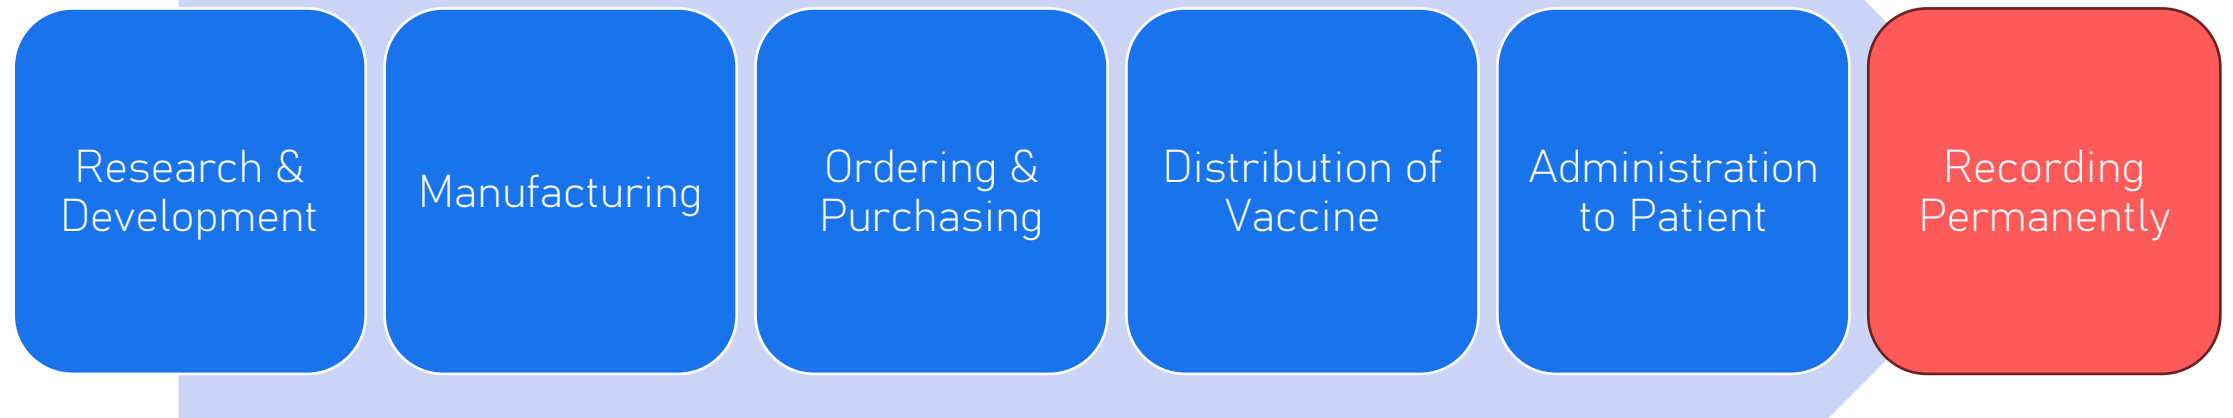 Research &
Development
Manufacturing
Ordering &
Purchasing
Distribution of
Vaccine
Administration
to Patient
Recording
Permanently